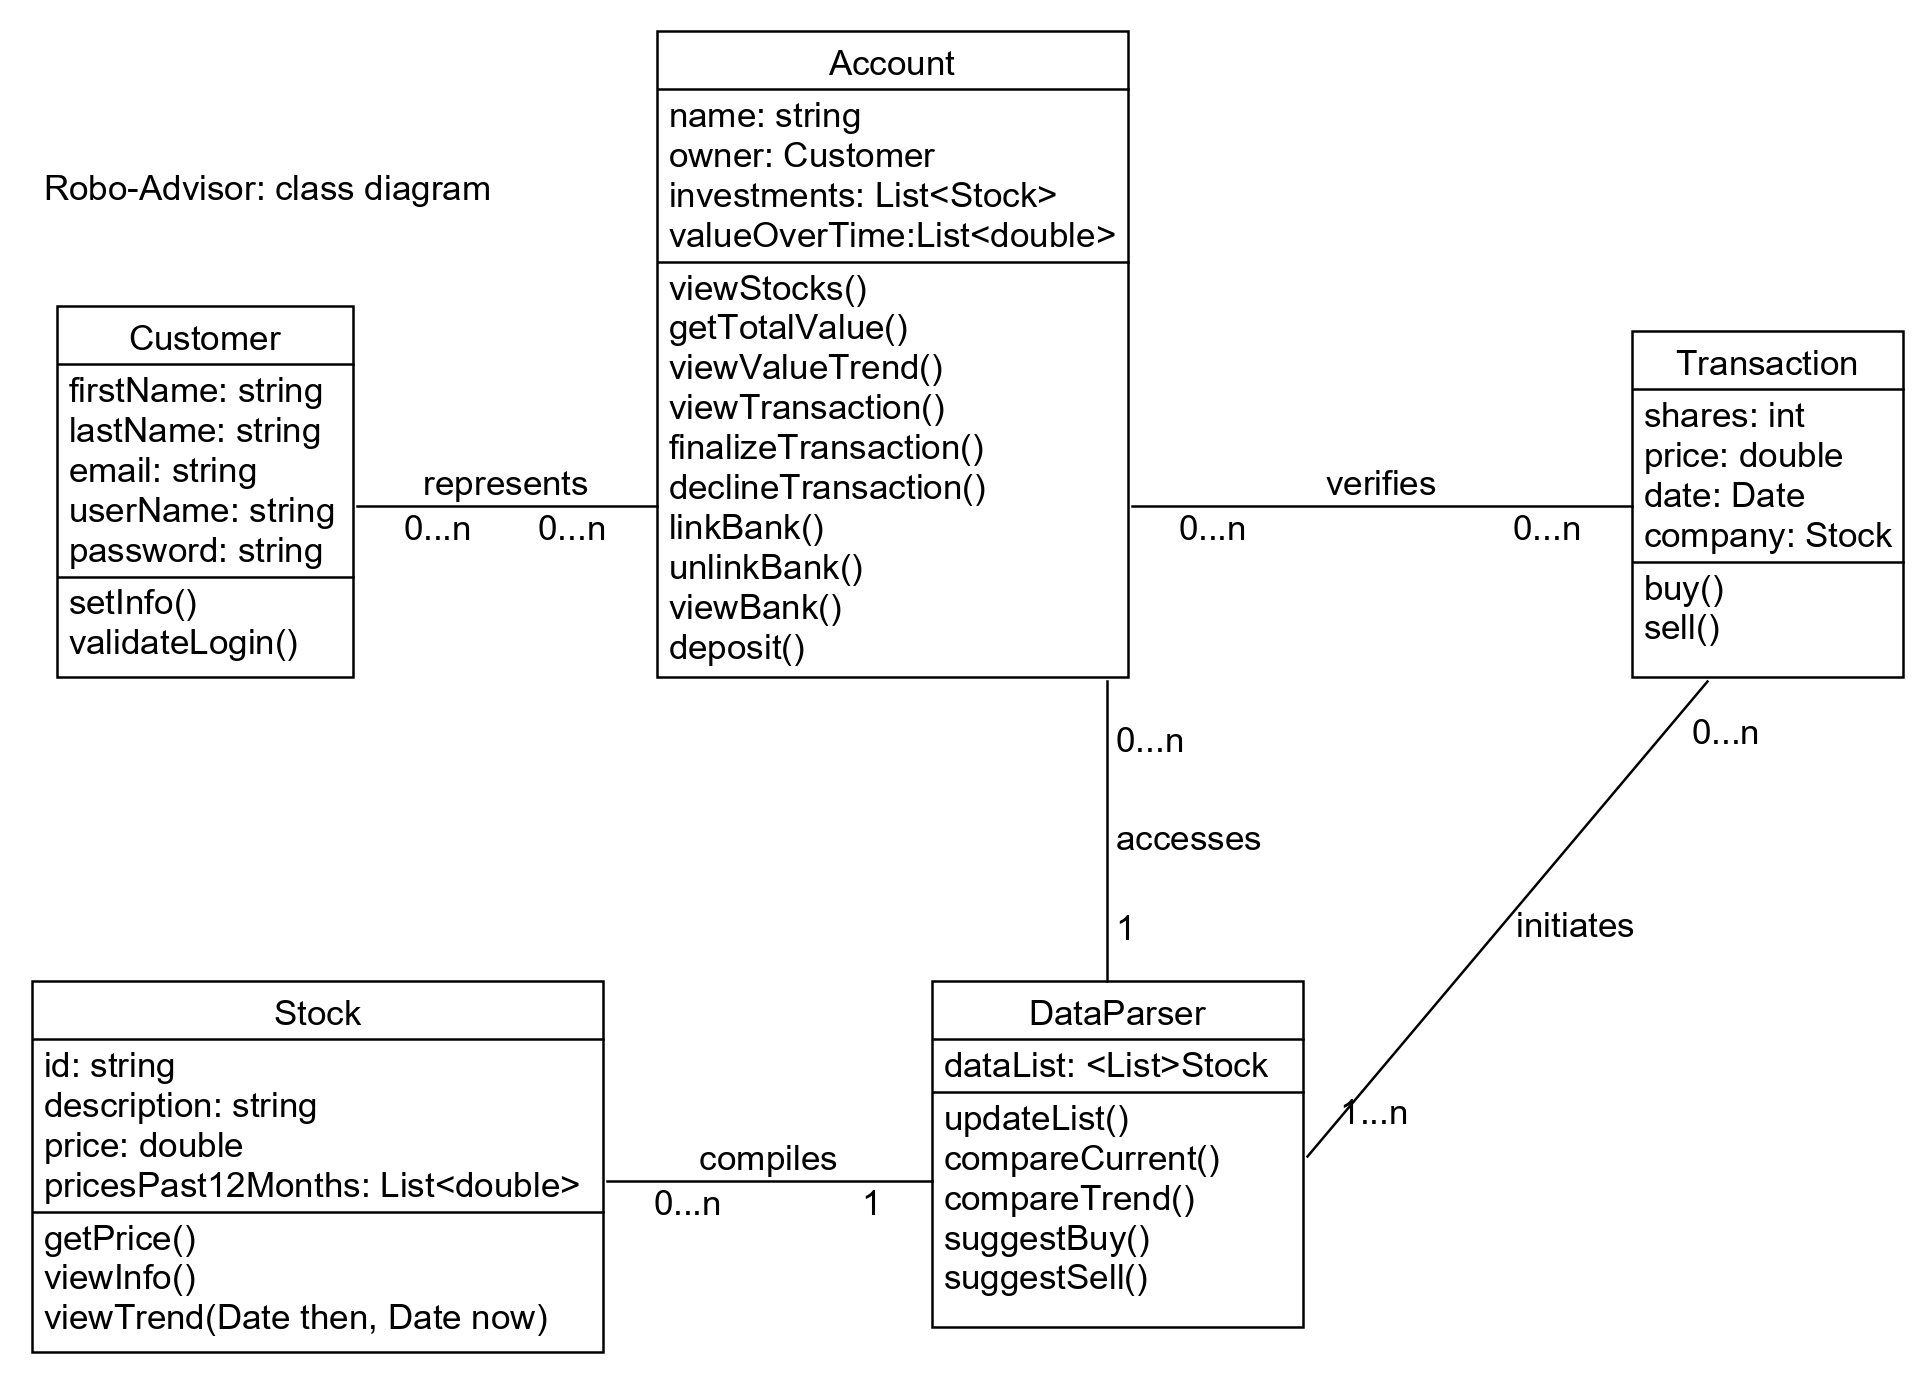 Robo-Advisor: class diagram
Account
name: string
owner: Customer
investments: List<Stock>
valueOverTime:List<double>
viewStocks()
getTotalValue()
viewValueTrend()
viewTransaction()
finalizeTransaction()
declineTransaction()
linkBank()
unlinkBank()
viewBank()
deposit()
Customer
firstName: string
lastName: string
email: string
userName: string
password: string
setInfo()
validateLogin()
represents
0...n 0...n
verifies
0...n 0...n
Transaction
shares: int
price: double
date: Date
company: Stock
buy()
sell()
0...n
accesses
1
0...n
initiates
1...n
Stock
id: string
description: string
price: double
pricesPast12Months: List<double>
getPrice()
viewInfo()
viewTrend(Date then, Date now)
compiles
0...n 1
DataParser
dataList: <List>Stock
updateList()
compareCurrent()
compareTrend()
suggestBuy()
suggestSell()